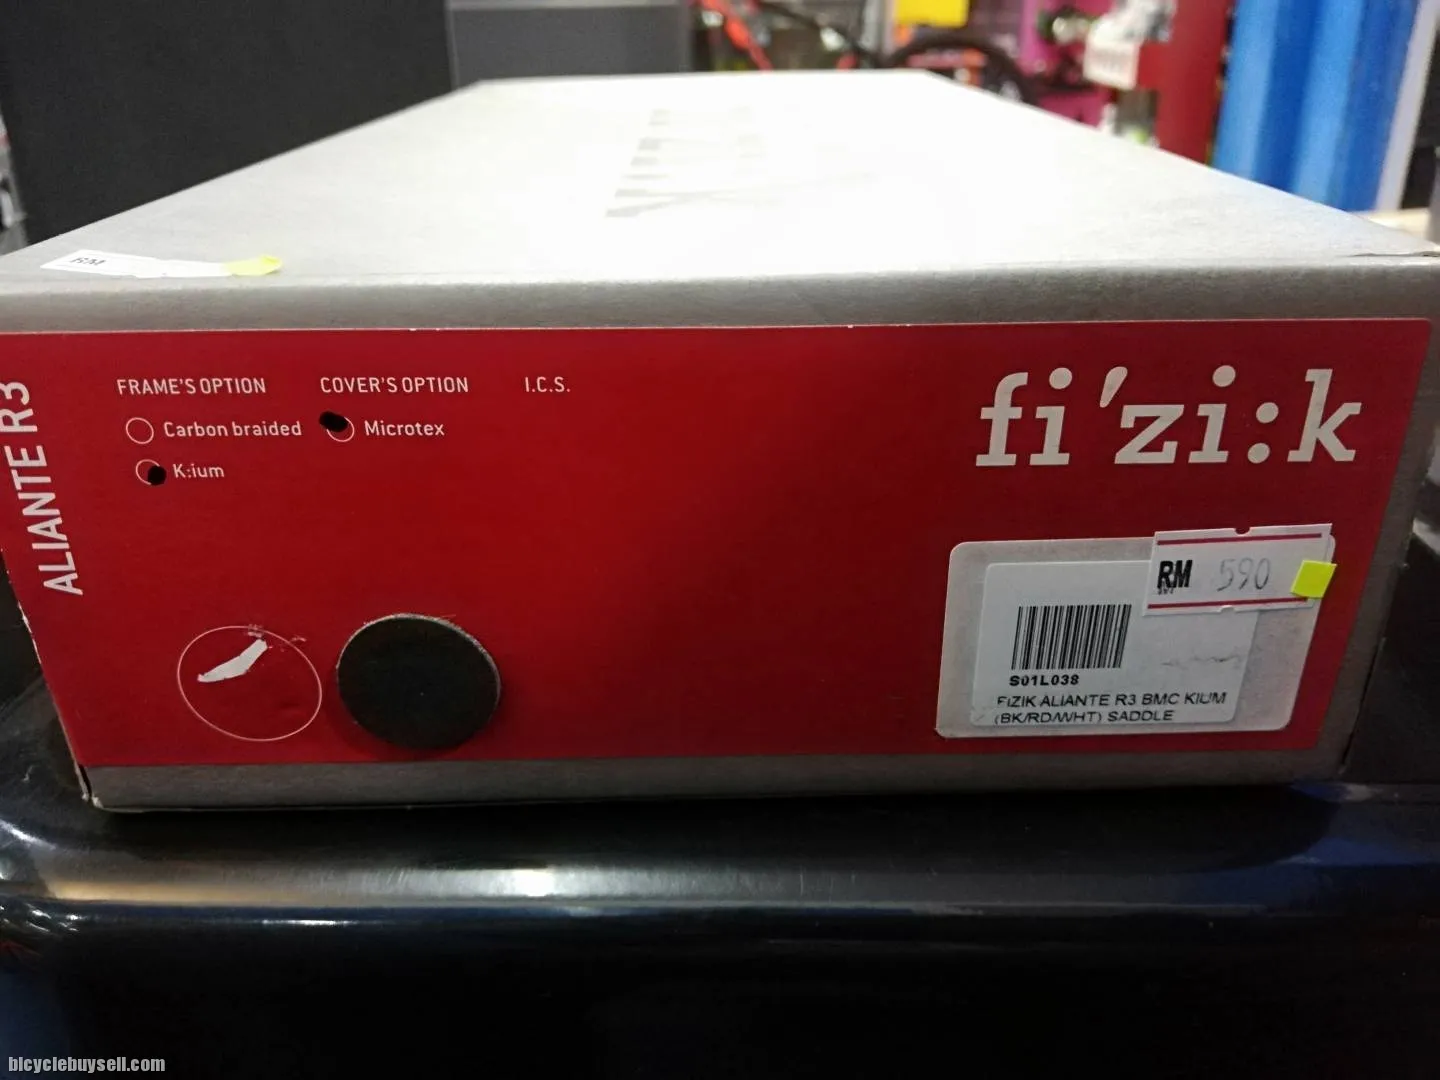 RM
ALIANTE R3
FRAME'S OPTION
Carbon braided
K:ium
COVER'S OPTION
Microtex
I.C.S.
fi'zi:k
RM 590
S01L038
FIZIK ALIANTE R3 BMC KIUM
(BK/RD/WHT) SADDLE
bicyclebuysell.com